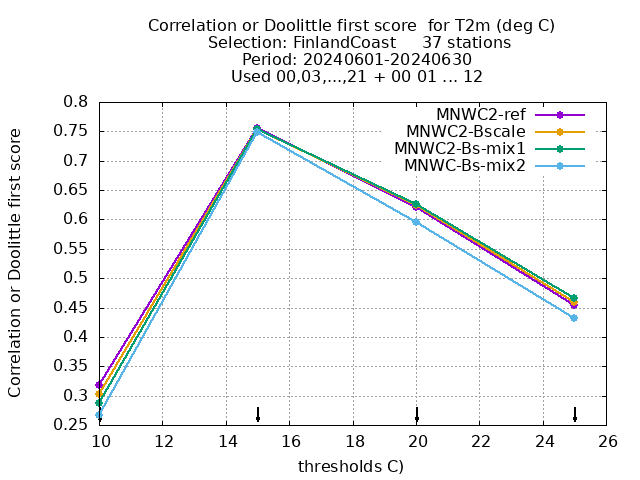 Correlation or Doolittle first score  for T2m (deg C)
Selection: FinlandCoast     37 stations
Period: 20240601-20240630
Used 00,03,...,21 + 00 01 ... 12
Correlation or Doolittle first score
0.8
0.75
0.7
0.65
0.6
0.55
0.5
0.45
0.4
0.35
0.3
0.25
MNWC2-ref
MNWC2-Bscale
MNWC2-Bs-mix1
MNWC-Bs-mix2
10 12 14 16 18 20 22 24 26
thresholds C)